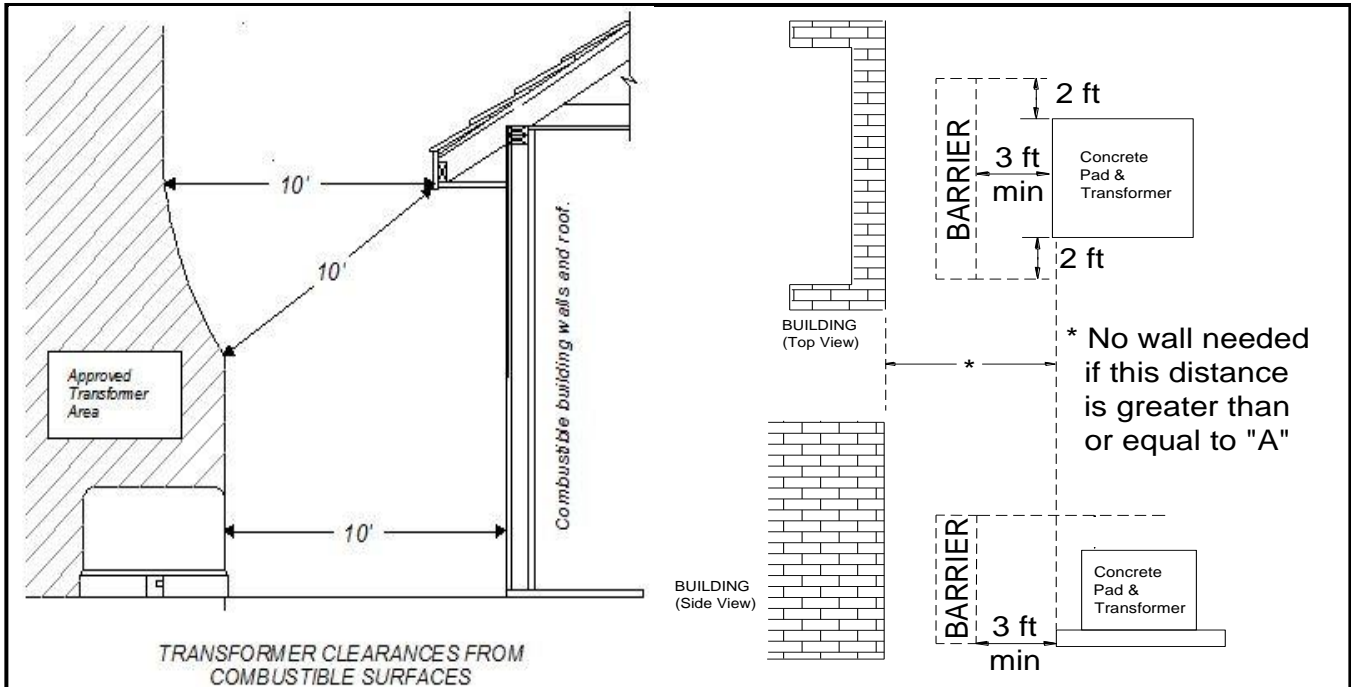 10'
10'
Approved
Transformer
Area
10'
Combustible building walls and roof.
TRANSFORMER CLEARANCES FROM
COMBUSTIBLE SURFACES
2 ft
BARRIER
3 ft
min
Concrete
Pad &
Transformer
2 ft
BUILDING
(Top View)
*
* No wall needed
if this distance
is greater than
or equal to "A"
BUILDING
(Side View)
BARRIER
3 ft
min
Concrete
Pad &
Transformer